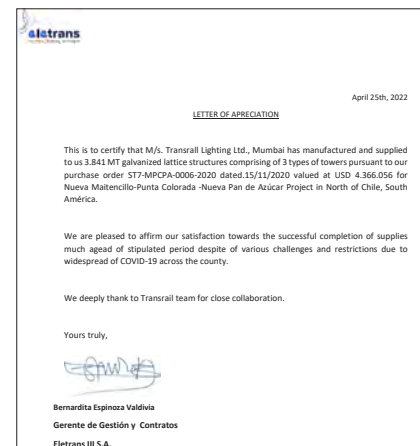 eletrans
April 25th, 2022
LETTER OF APRECIATION
This is to certify that M/s. Transrall Lighting Ltd., Mumbai has manufactured and supplied
to us 3.841 MT galvanized lattice structures comprising of 3 types of towers pursuant to our
purchase order ST7-MPCPA-0006-2020 dated.15/11/2020 valued at USD 4.366.056 for
Nueva Maitencillo-Punta Colorada -Nueva Pan de Azúcar Project in North of Chile, South
América.
We are pleased to affirm our satisfaction towards the successful completion of supplies
much agead of stipulated period despite of various challenges and restrictions due to
widespread of COVID-19 across the county.
We deeply thank to Transrail team for close collaboration.
Yours truly,
Bernardita Espinoza Valdivia
Gerente de Gestión y Contratos
Eletrans III S.A.